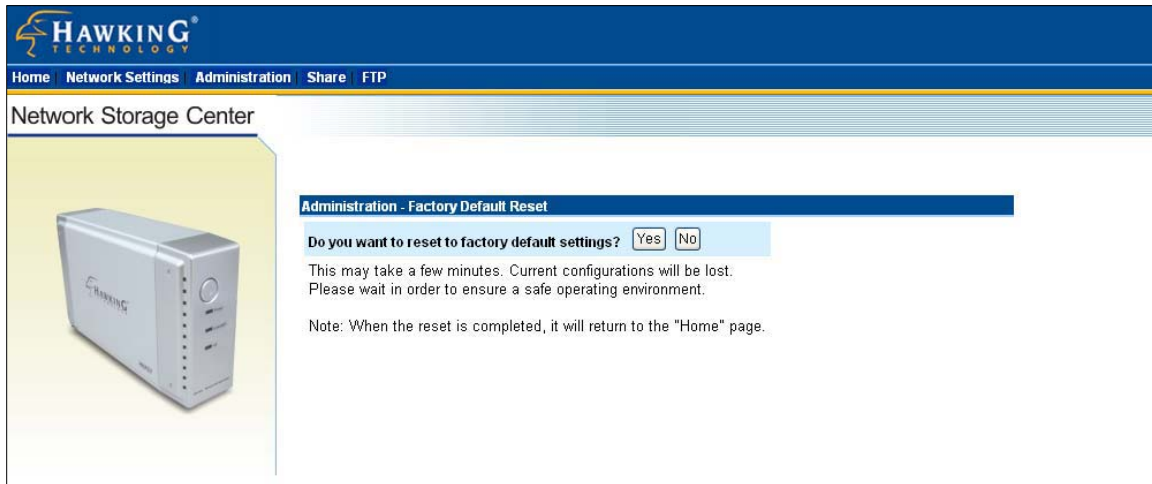 HAWKING®
TECHNOLOGY
Home | Network Settings | Administration | Share | FTP
Network Storage Center
HAWKING
Administration - Factory Default Reset
Do you want to reset to factory default settings? Yes No
This may take a few minutes. Current configurations will be lost.
Please wait in order to ensure a safe operating environment.
Note: When the reset is completed, it will return to the "Home" page.